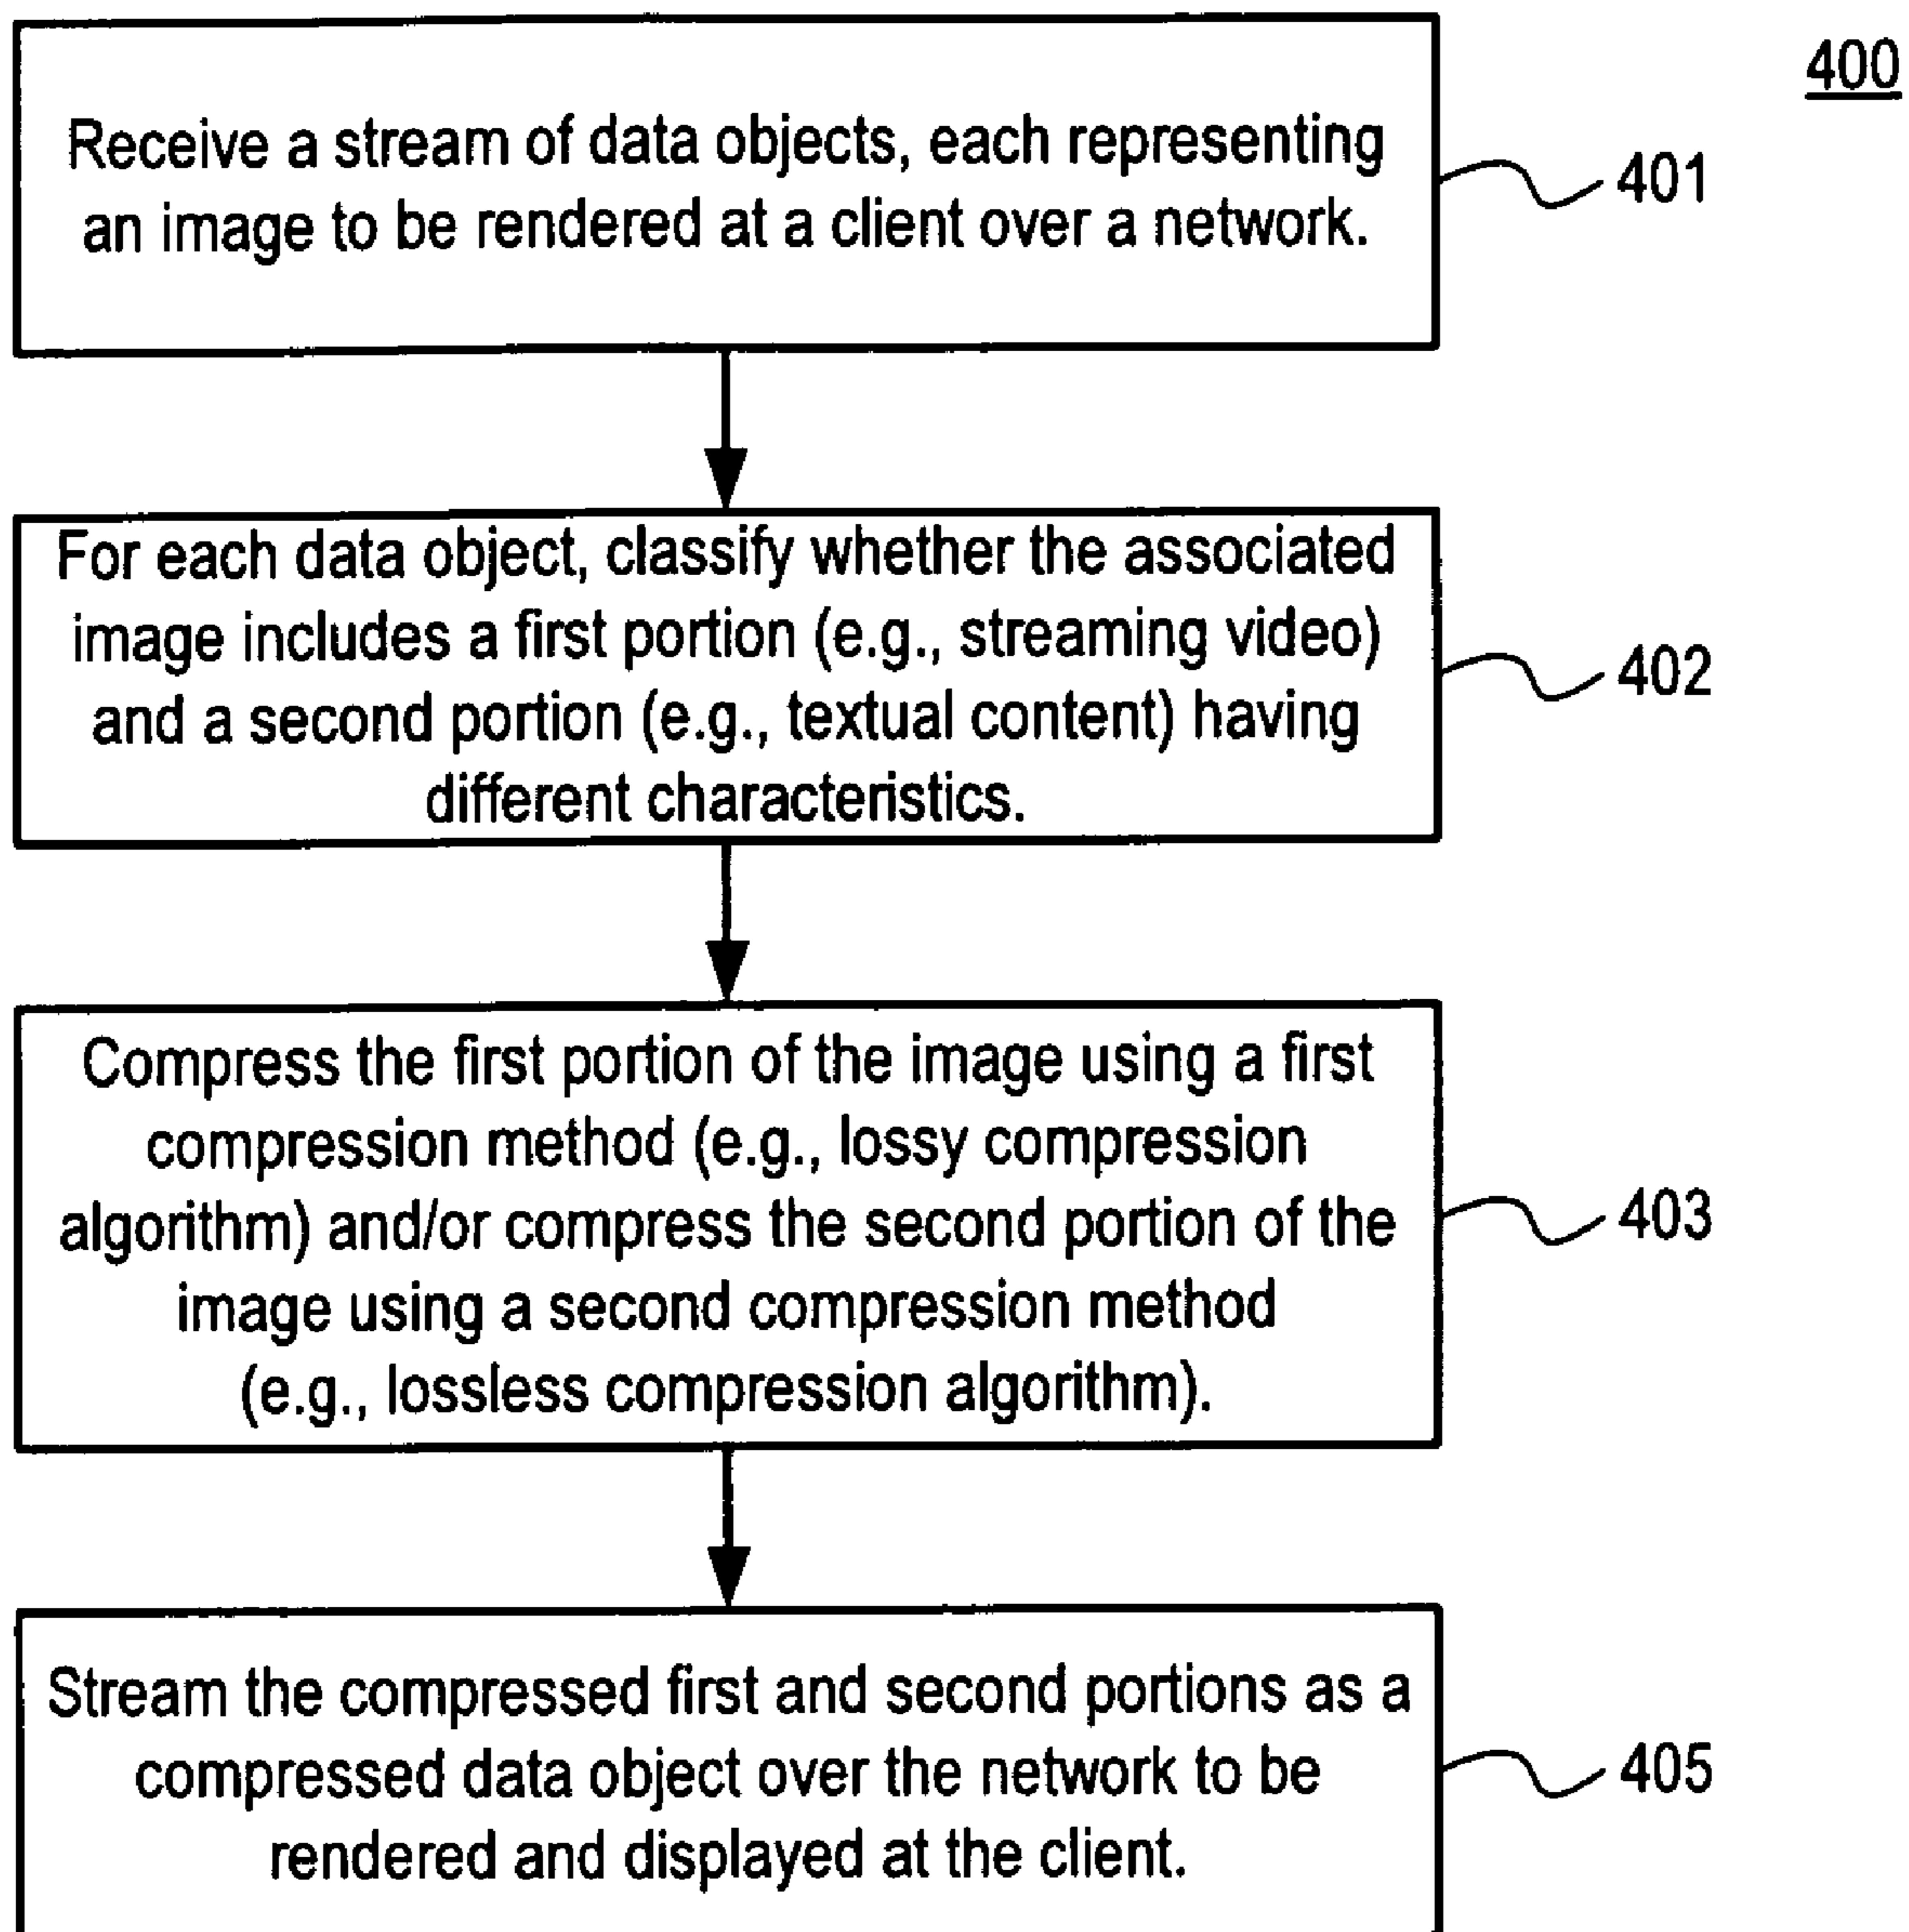 400
Receive a stream of data objects, each representing
an image to be rendered at a client over a network.
401
For each data object, classify whether the associated
image includes a first portion (e.g., streaming video)
and a second portion (e.g., textual content) having
different characteristics.
402
Compress the first portion of the image using a first
compression method (e.g., lossy compression
algorithm) and/or compress the second portion of the
image using a second compression method
(e.g., lossless compression algorithm).
403
Stream the compressed first and second portions as a
compressed data object over the network to be
rendered and displayed at the client.
405